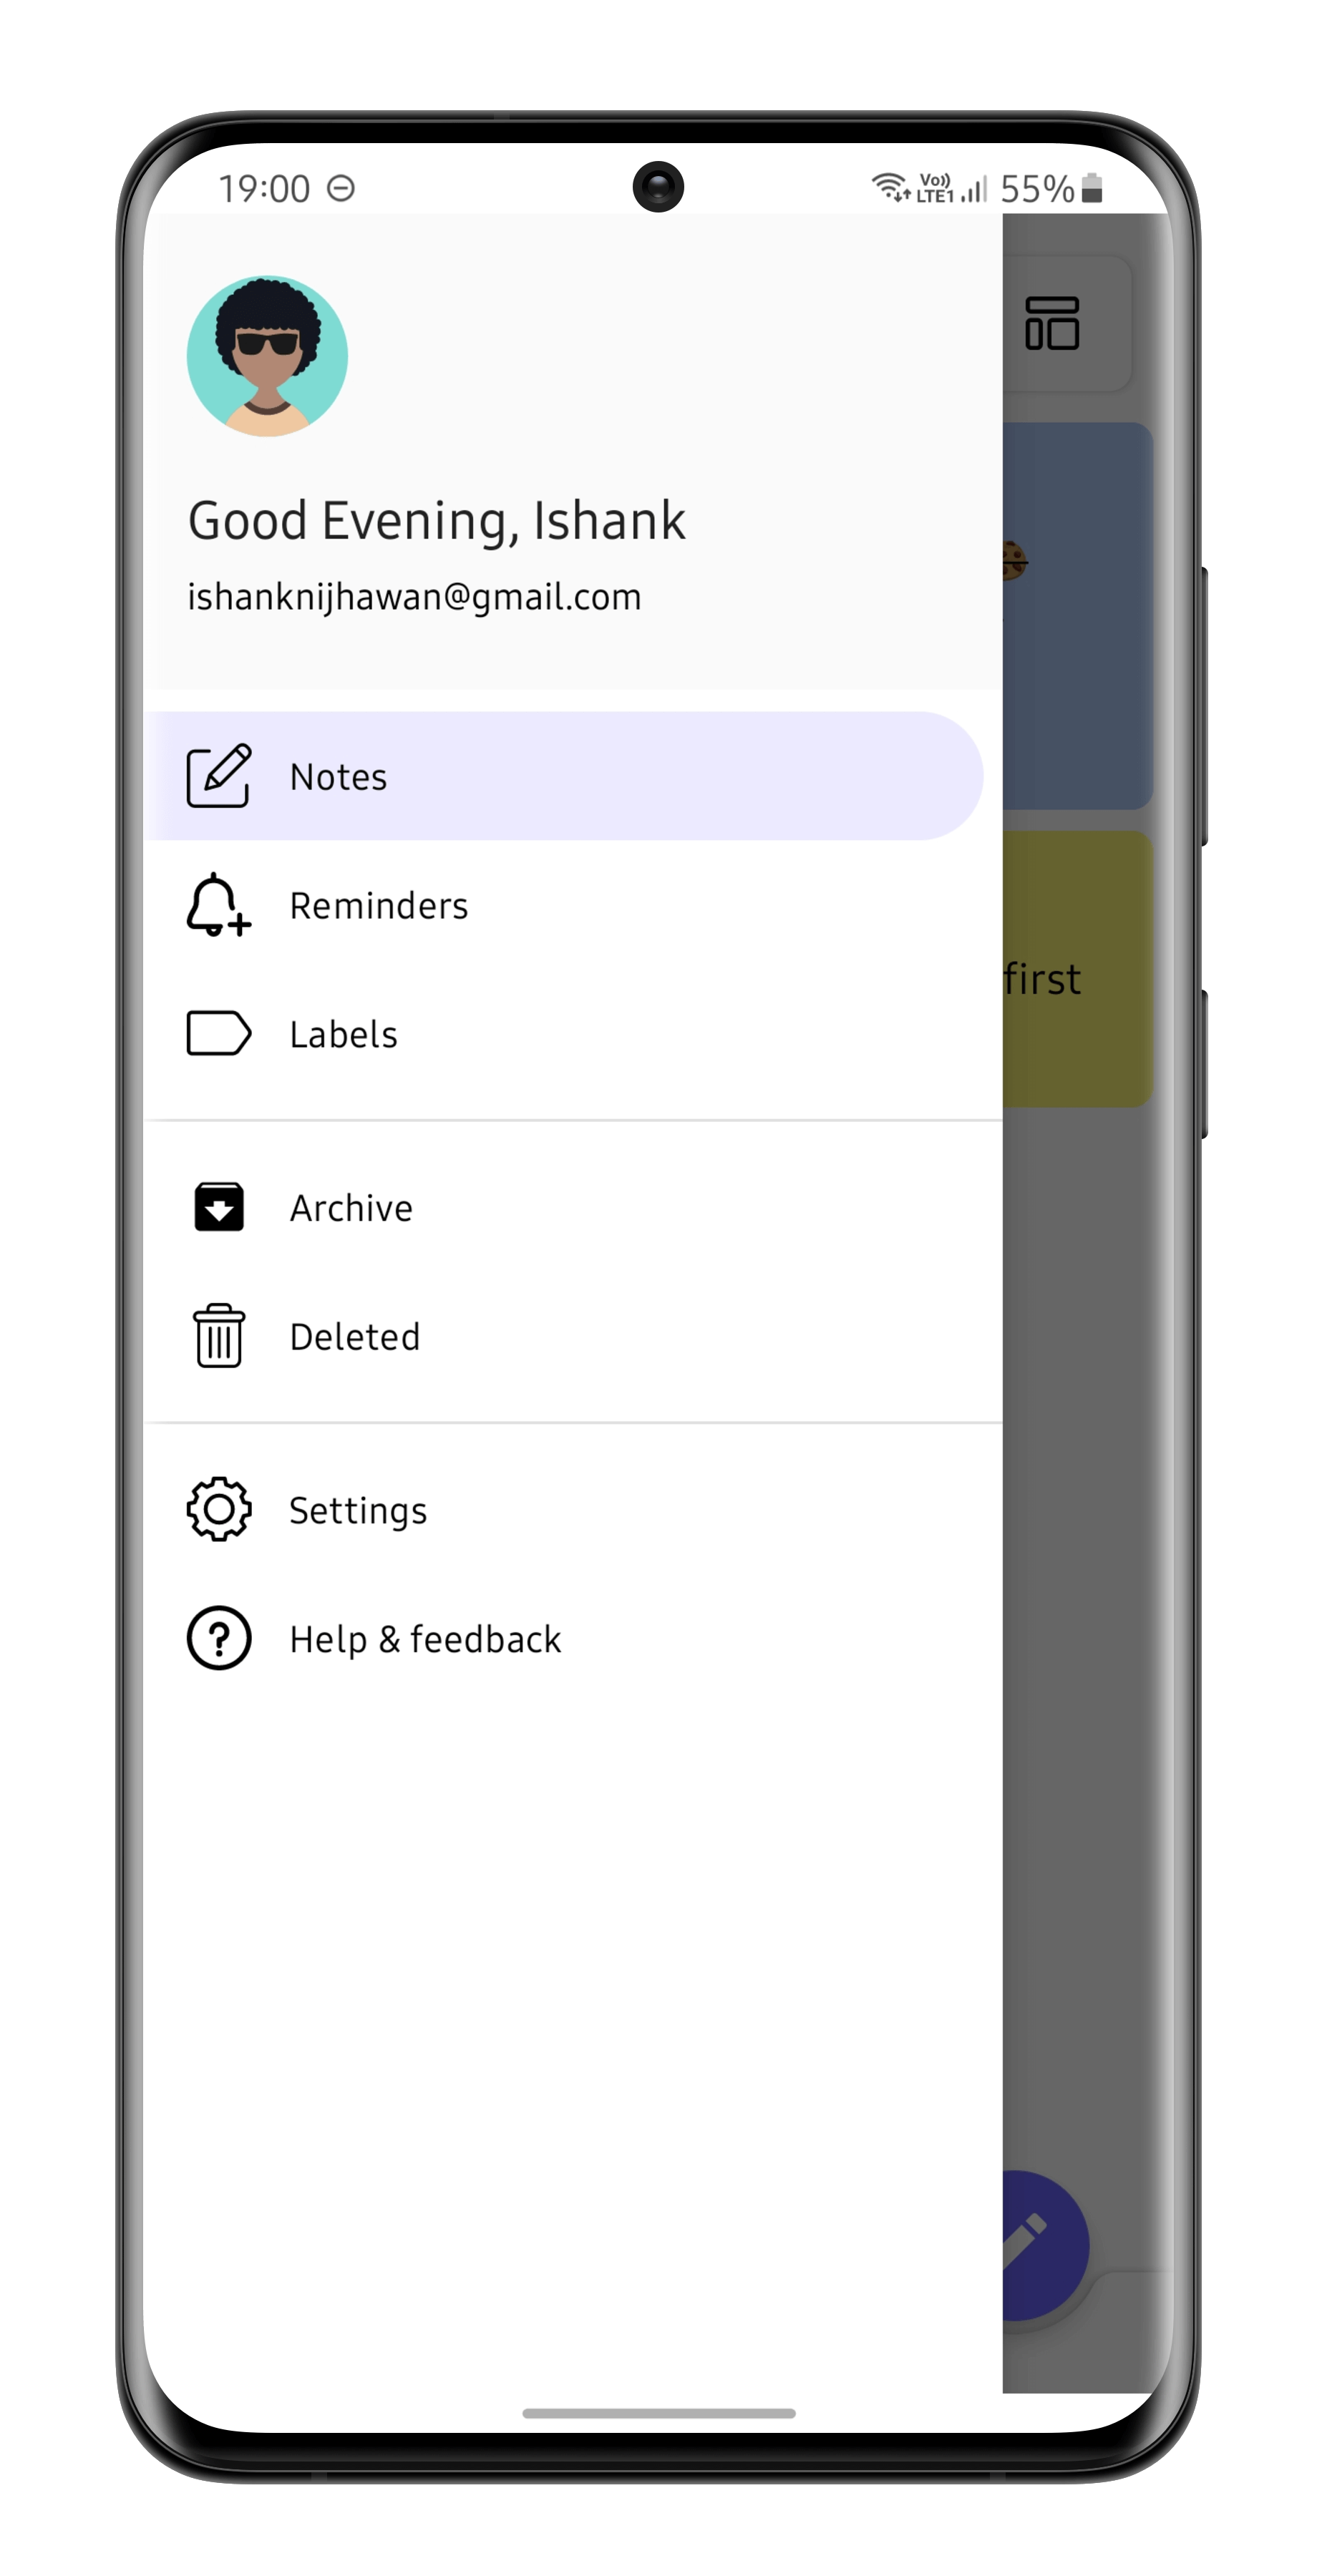 19:00 Vo)) LTE1 55%
Good Evening, Ishank
ishanknijhawan@gmail.com
Notes
Reminders
first
Labels
Archive
Deleted
Settings
Help & feedback